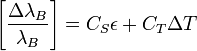 [Δλ_B / λ_B] = C_S ϵ + C_T ΔT